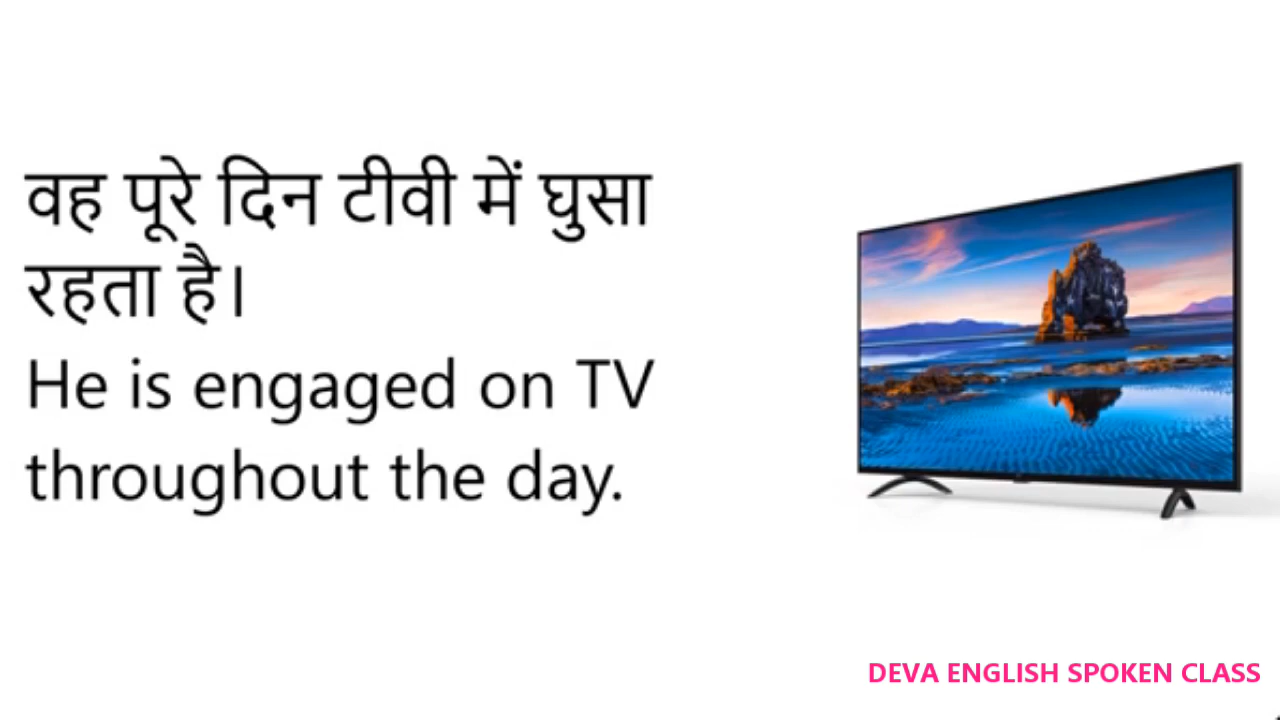 वह पूरे दिन टीवी में घुसा
रहता है।
He is engaged on TV
throughout the day.
DEVA ENGLISH SPOKEN CLASS